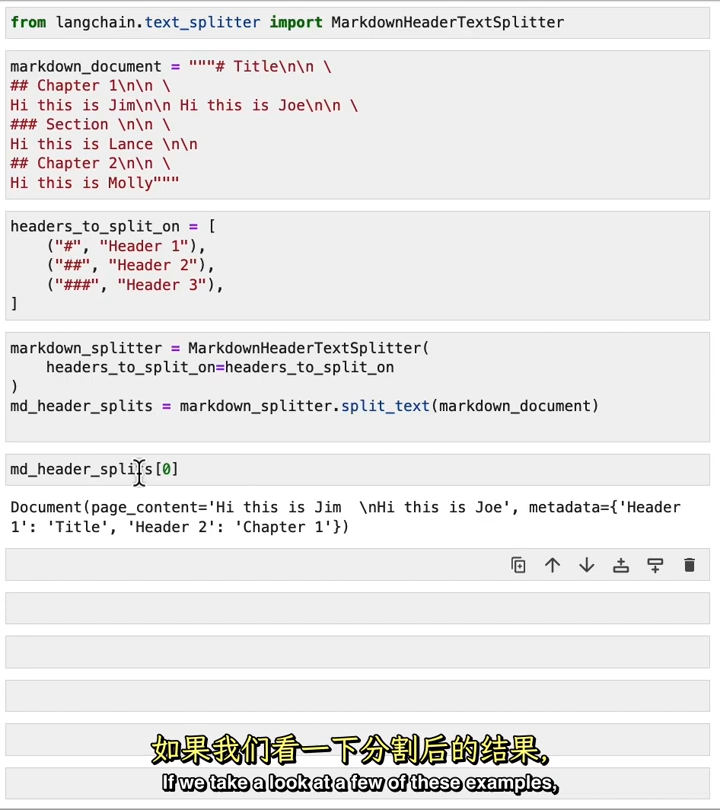 from langchain.text_splitter import MarkdownHeaderTextSplitter
markdown_document = """# Title\n\n \
## Chapter 1\n\n \
Hi this is Jim\n\n Hi this is Joe\n\n \
### Section \n\n \
Hi this is Lance \n\n
## Chapter 2\n\n \
Hi this is Molly"""
headers_to_split_on = [
    ("#", "Header 1"),
    ("##", "Header 2"),
    ("###", "Header 3"),
]
markdown_splitter = MarkdownHeaderTextSplitter(
    headers_to_split_on=headers_to_split_on
)
md_header_splits = markdown_splitter.split_text(markdown_document)
md_header_splits[0]
Document(page_content='Hi this is Jim  \nHi this is Joe', metadata={'Header
1': 'Title', 'Header 2': 'Chapter 1'})
如果我们看一下分割后的结果,
If we take a look at a few of these examples,